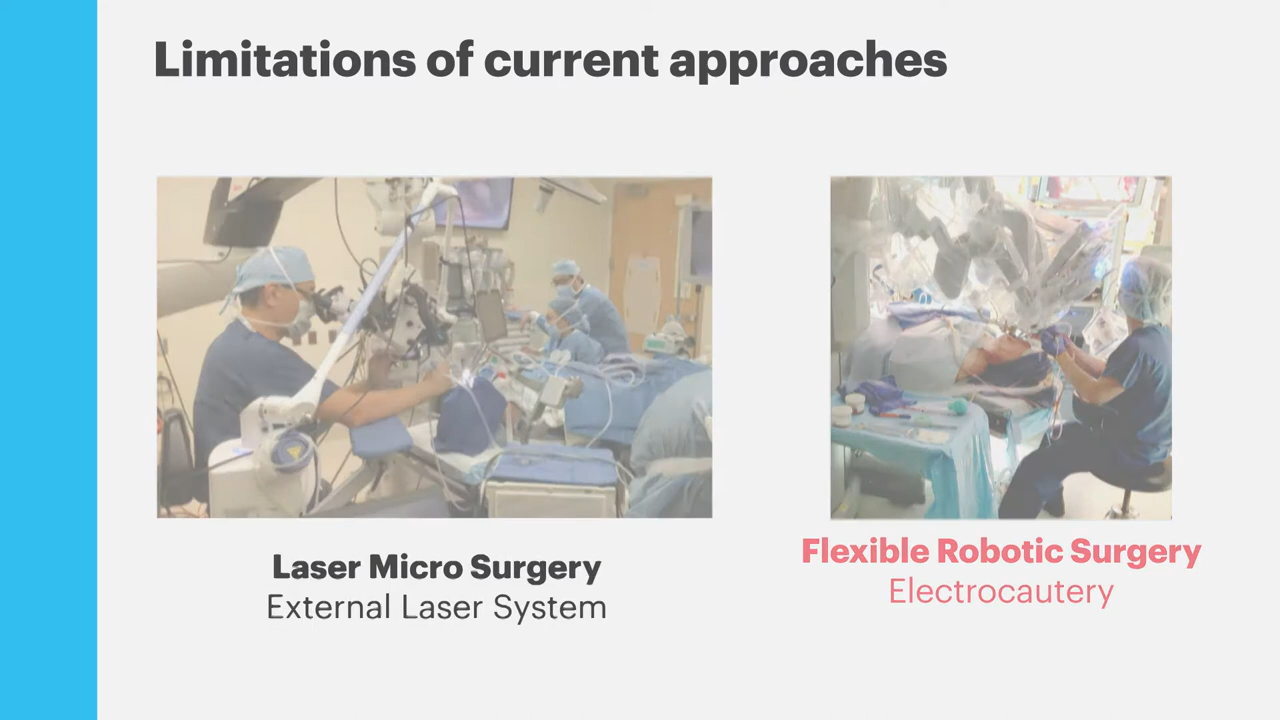 Limitations of current approaches
Laser Micro Surgery
External Laser System
Flexible Robotic Surgery
Electrocautery